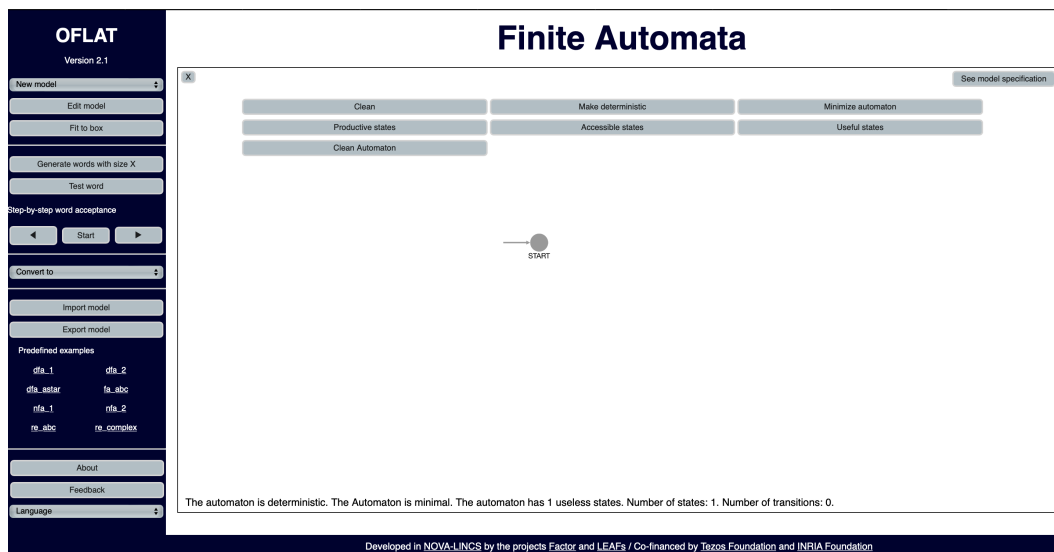 OFLAT
Version 2.1
New model
Edit model
Fit to box
Generate words with size X
Test word
Step-by-step word acceptance
Start
Convert to
Import model
Export model
Predefined examples
dfa_1 dfa_2
dfa_astar fa_abc
nfa_1 nfa_2
re_abc re_complex
About
Feedback
Language
Finite Automata
X
See model specification
Clean Make deterministic Minimize automaton
Productive states Accessible states Useful states
Clean Automaton
START
The automaton is deterministic. The Automaton is minimal. The automaton has 1 useless states. Number of states: 1. Number of transitions: 0.
Developed in NOVA-LINCS by the projects Factor and LEAFs / Co-financed by Tezos Foundation and INRIA Foundation